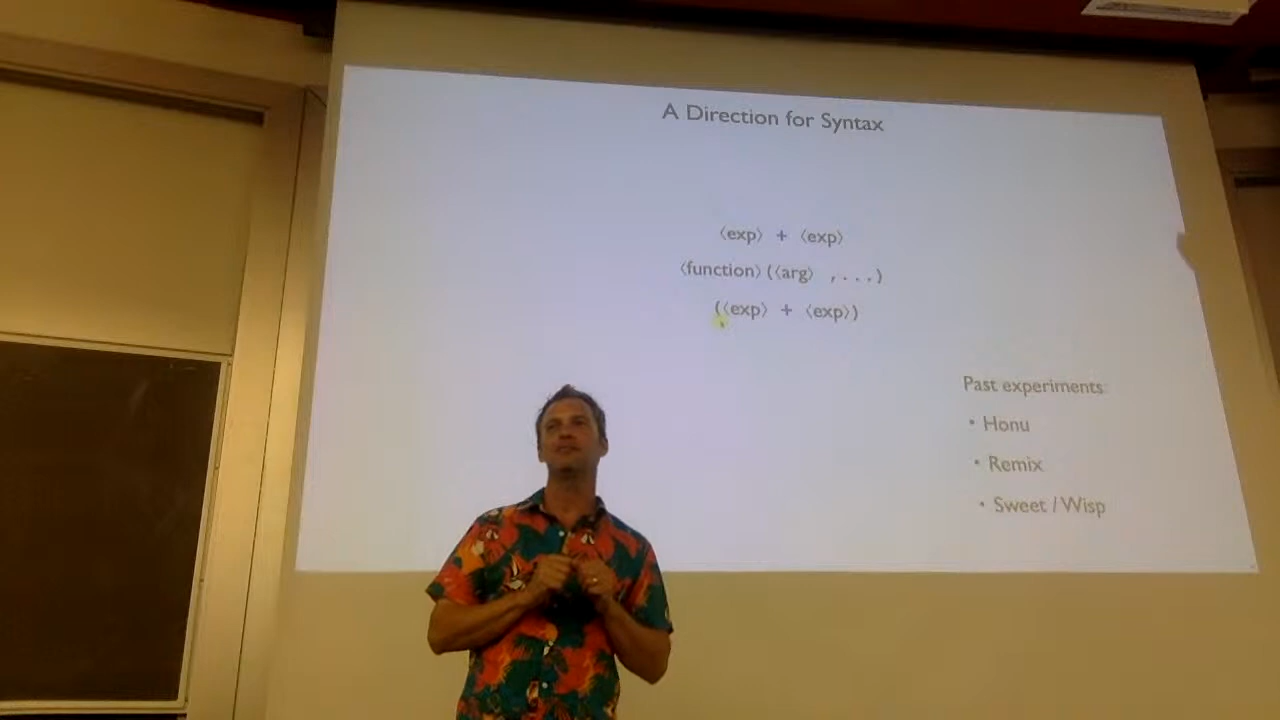 A Direction for Syntax
⟨exp⟩ + ⟨exp⟩
⟨function⟩(⟨arg⟩ ,...)
(⟨exp⟩ + ⟨exp⟩)
Past experiments:
• Honu
• Remix
• Sweet / Wisp